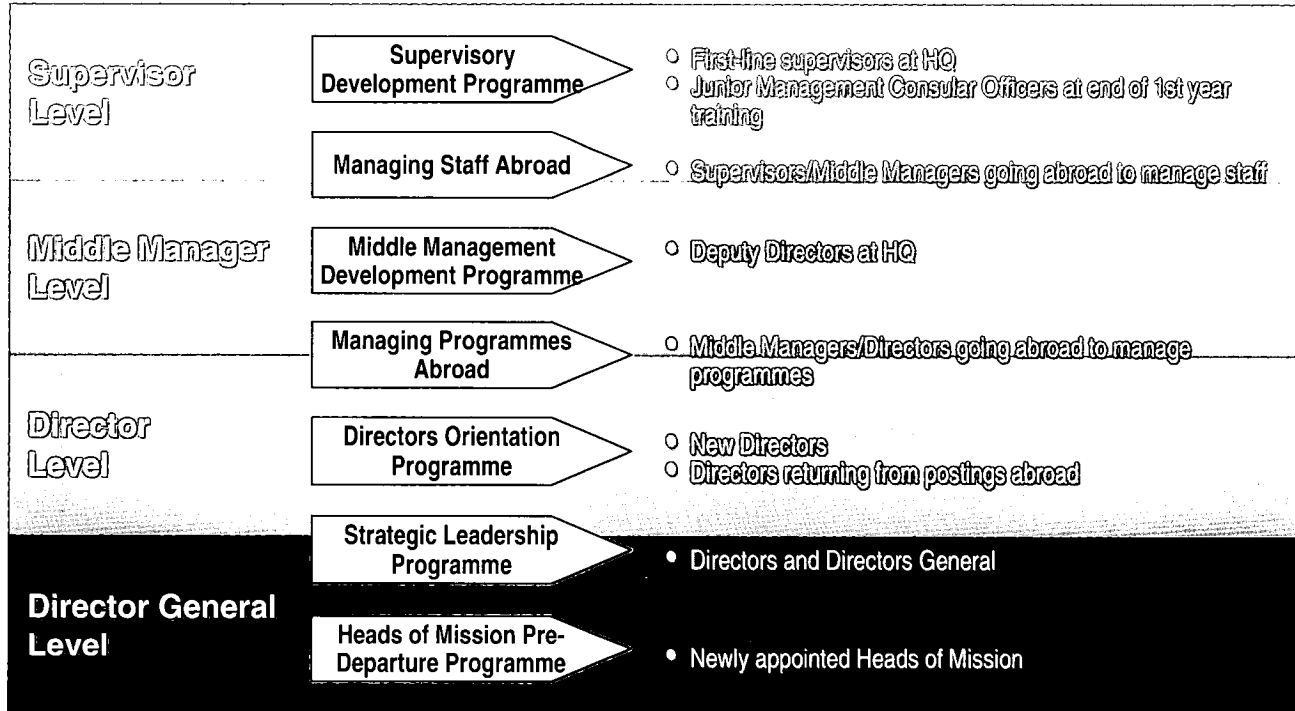 Supervisor
Level
Supervisory
Development Programme
○ First-line supervisors at HQ
○ Junior Management Consular Officers at end of 1st year
training
Managing Staff Abroad
○ Supervisors/Middle Managers going abroad to manage staff
Middle Manager
Level
Middle Management
Development Programme
○ Deputy Directors at HQ
Managing Programmes
Abroad
○ Middle Managers/Directors going abroad to manage
programmes
Director
Level
Directors Orientation
Programme
○ New Directors
○ Directors returning from postings abroad
Strategic Leadership
Programme
• Directors and Directors General
Director General
Level
Heads of Mission Pre-
Departure Programme
• Newly appointed Heads of Mission